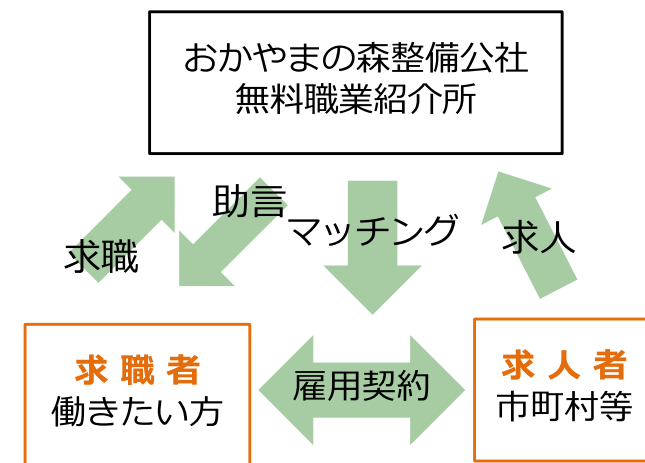 おかやまの森整備公社
無料職業紹介所
助言
マッチング
求職
求人
求職者
働きたい方
雇用契約
求人者
市町村等